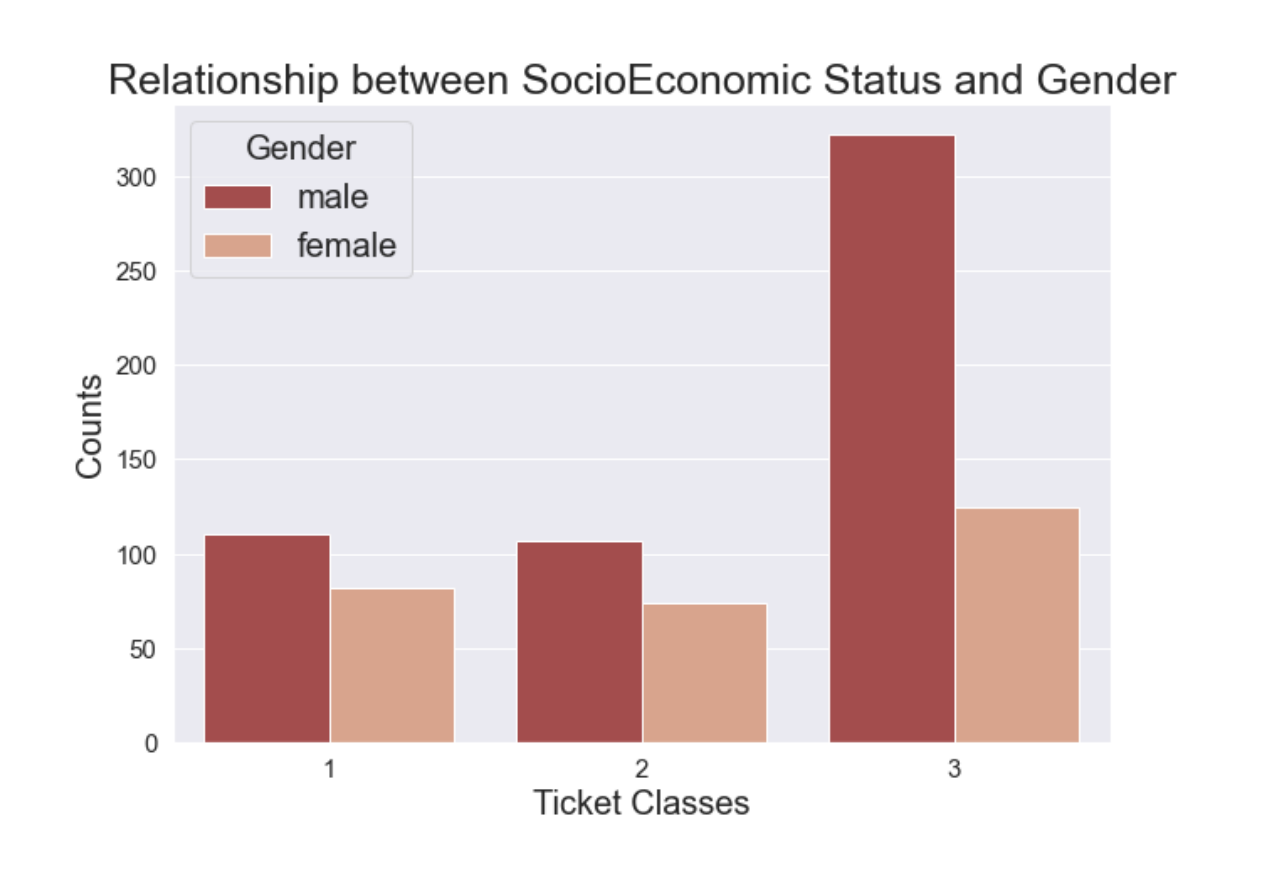 Relationship between SocioEconomic Status and Gender
Gender
male
female
300
250
200
150
100
50
0
Counts
1 2 3
Ticket Classes